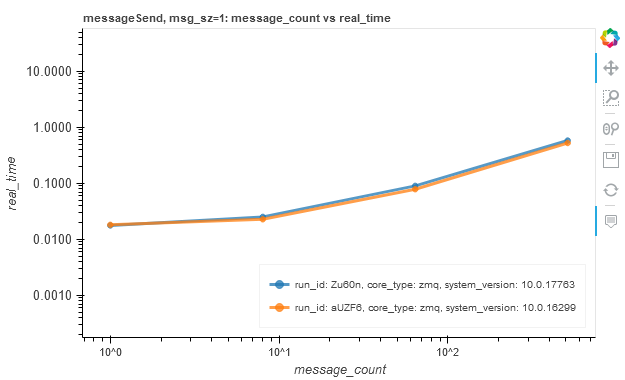 messageSend, msg_sz=1: message_count vs real_time
10.0000
1.0000
0.1000
0.0100
0.0010
real_time
run_id: Zu60n, core_type: zmq, system_version: 10.0.17763
run_id: aUZF6, core_type: zmq, system_version: 10.0.16299
10^0
10^1
10^2
message_count